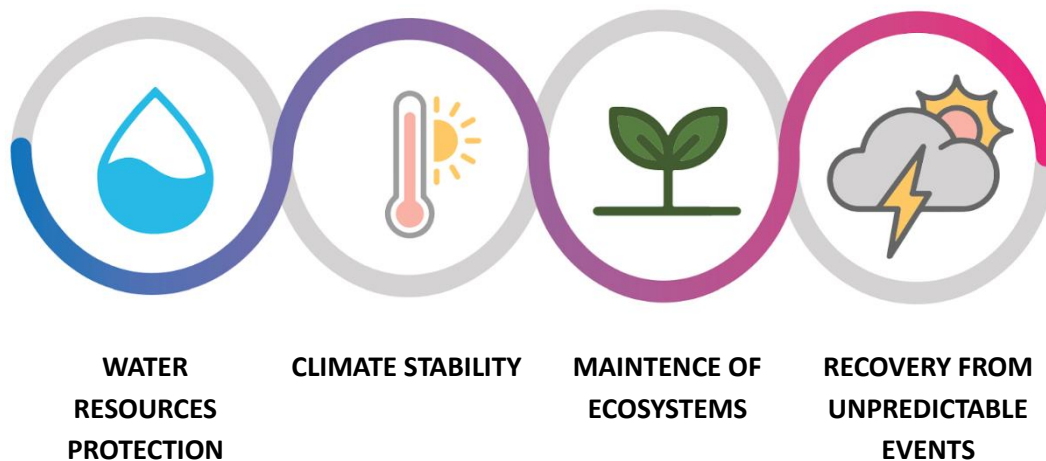 WATER
RESOURCES
PROTECTION
CLIMATE STABILITY
MAINTENCE OF
ECOSYSTEMS
RECOVERY FROM
UNPREDICTABLE
EVENTS